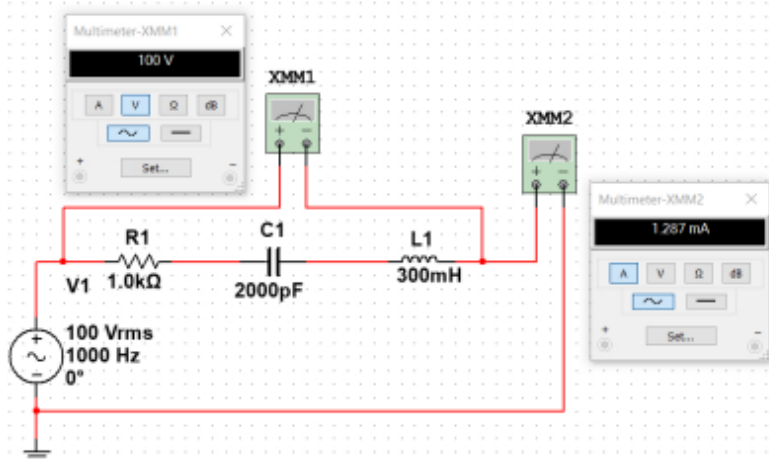 Multimeter-XMM1 ×
100 V
A V Ω dB
+ Set... −
XMM1
+ −
XMM2
+ −
Multimeter-XMM2 ×
1.287 mA
A V Ω dB
+ Set... −
R1
1.0kΩ
C1
2000pF
L1
300mH
V1
100 Vrms
1000 Hz
0°